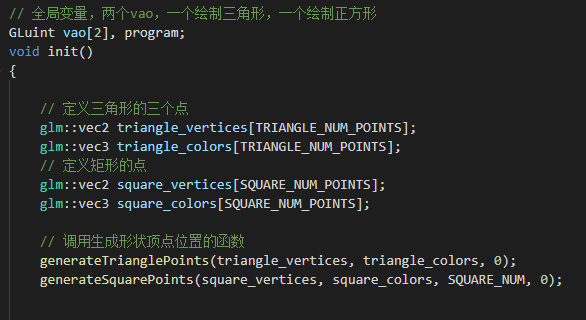 // 全局变量，两个vao，一个绘制三角形，一个绘制正方形
GLuint vao[2], program;
void init()
{
// 定义三角形的三个点
glm::vec2 triangle_vertices[TRIANGLE_NUM_POINTS];
glm::vec3 triangle_colors[TRIANGLE_NUM_POINTS];
// 定义矩形的点
glm::vec2 square_vertices[SQUARE_NUM_POINTS];
glm::vec3 square_colors[SQUARE_NUM_POINTS];
// 调用生成形状顶点位置的函数
generateTrianglePoints(triangle_vertices, triangle_colors, 0);
generateSquarePoints(square_vertices, square_colors, SQUARE_NUM, 0);